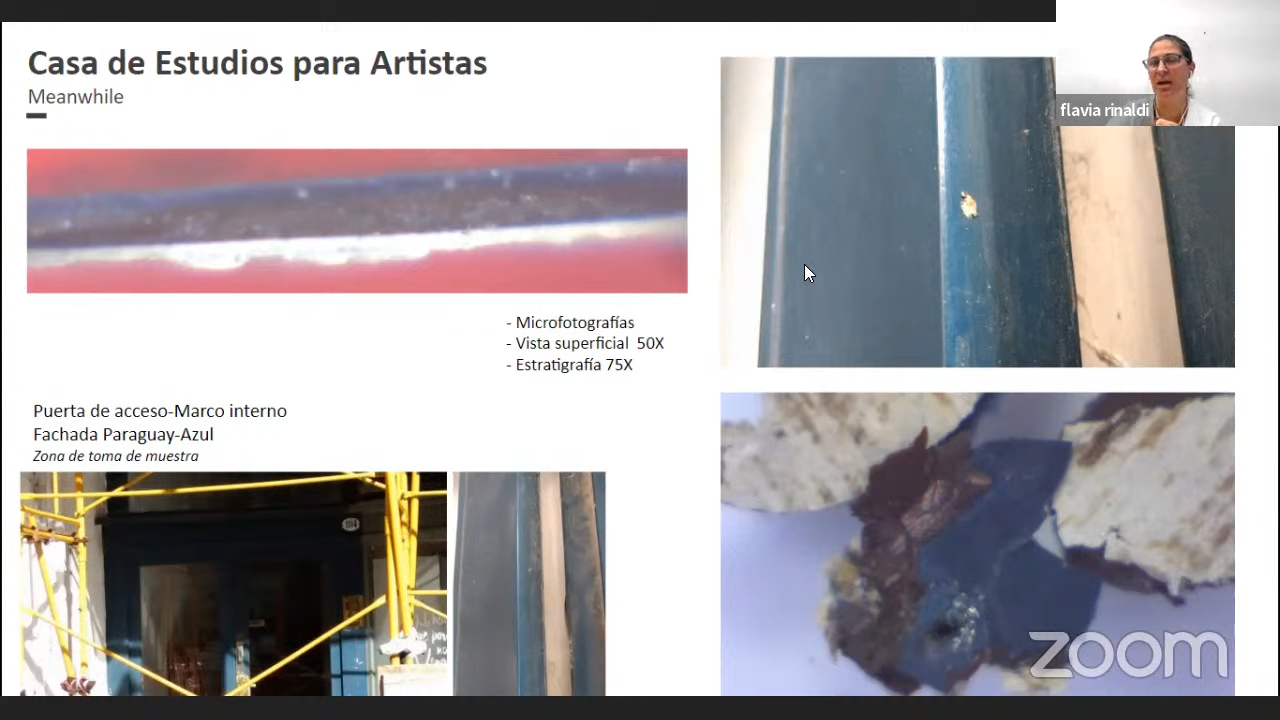 Casa de Estudios para Artistas
Meanwhile
flavia rinaldi
- Microfotografías
- Vista superficial 50X
- Estratigrafía 75X
Puerta de acceso-Marco interno
Fachada Paraguay-Azul
Zona de toma de muestra
zoom